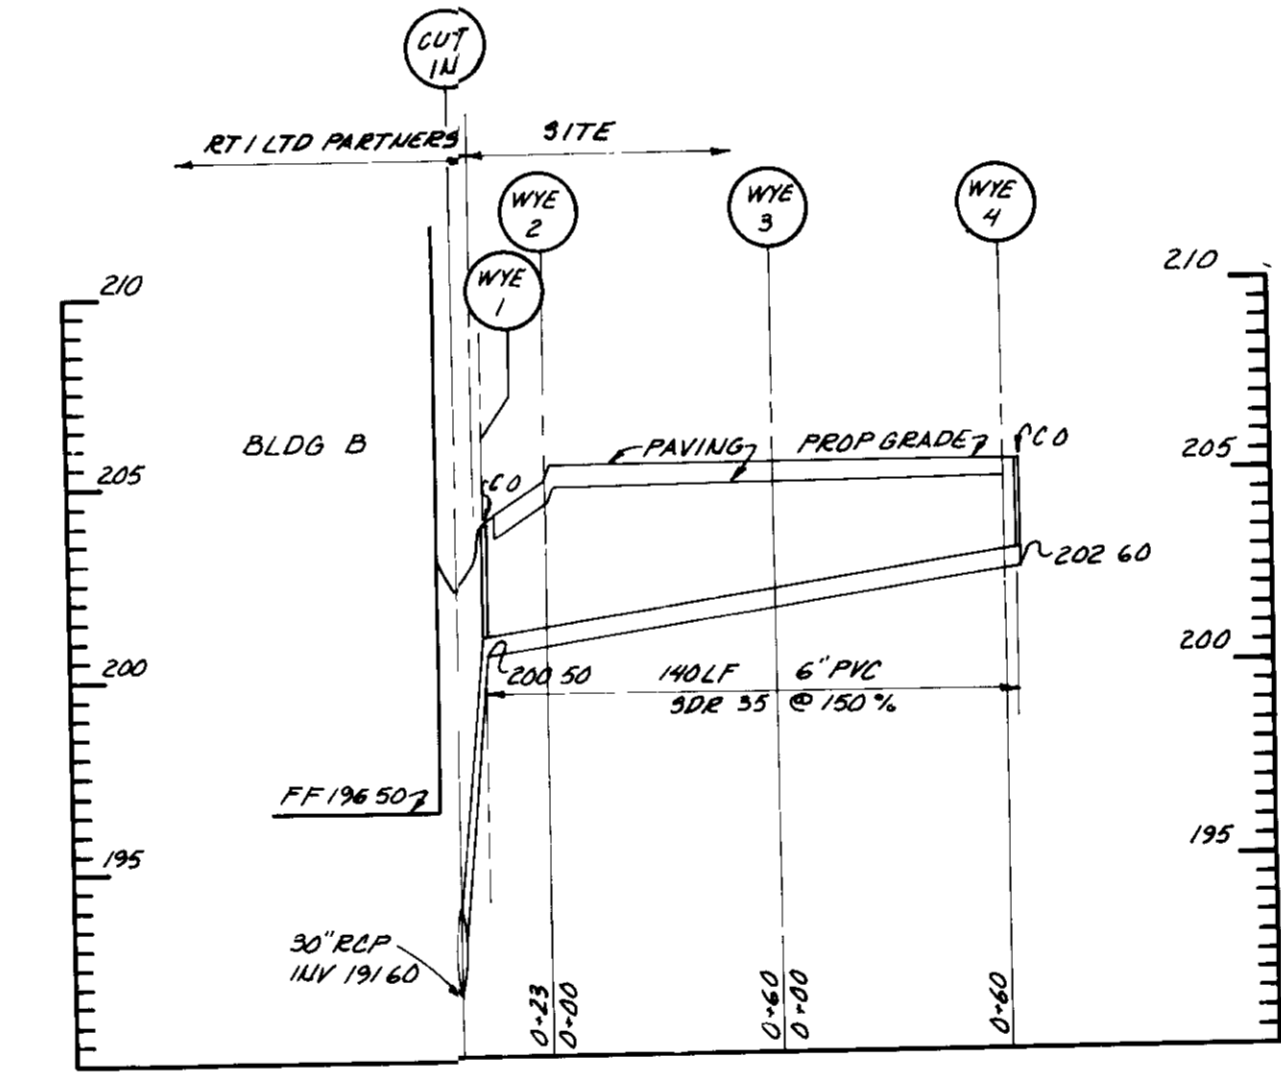 CUT
IN
RT 1 LTD PARTNERS
SITE
WYE
2
WYE
3
WYE
4
WYE
1
210
210
BLDG B
PAVING
PROP GRADE
CO
205
205
CO
202 60
200
200
200 50
140LF 6" PVC
SDR 35 @ 150 %
FF 196 50
195
195
30" RCP
INV 191 60
0+23
0+00
0+60
0+00
0+60